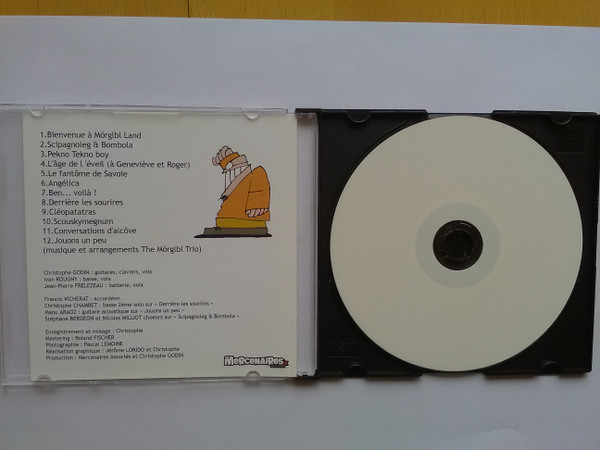 1.Bienvenue à Mörglbl Land
2.Scipagnoleg & Bombola
3.Pekno Tekno boy
4.L'âge de l 'éveil (à Geneviève et Roger)
5.Le fantôme de Savoie
6.Angélica
7.Ben... voilà !
8.Derrière les sourires
9.Cléopatatras
10.Scouskymegnum
11.Conversations d'alcôve
12.Jouons un peu
(musique et arrangements The Mörglbl Trio)
Christophe GODIN : guitares, claviers, voix
Ivan ROUGNY : basse, voix
Jean-Pierre FRELEZEAU : batterie, voix
Francis VICHERAT : accordéon
Christophe CHAMBET : basse 2ème solo sur « Derrière les sourires »
Manu ARAOZ : guitare acoustique sur « Jouons un peu »
Stéphane BERGEON et Nicolas MILLIOT choeurs sur « Scipagnoleg & Bombola »
Enregistrement et mixage : Christophe
Mastering : Roland FISCHER
Photographie : Pascal LEMOINE
Réalisation graphique : Jérôme LORIDO et Christophe
Production : Mercenaires Associés et Christophe GODIN
MERCENAIRES